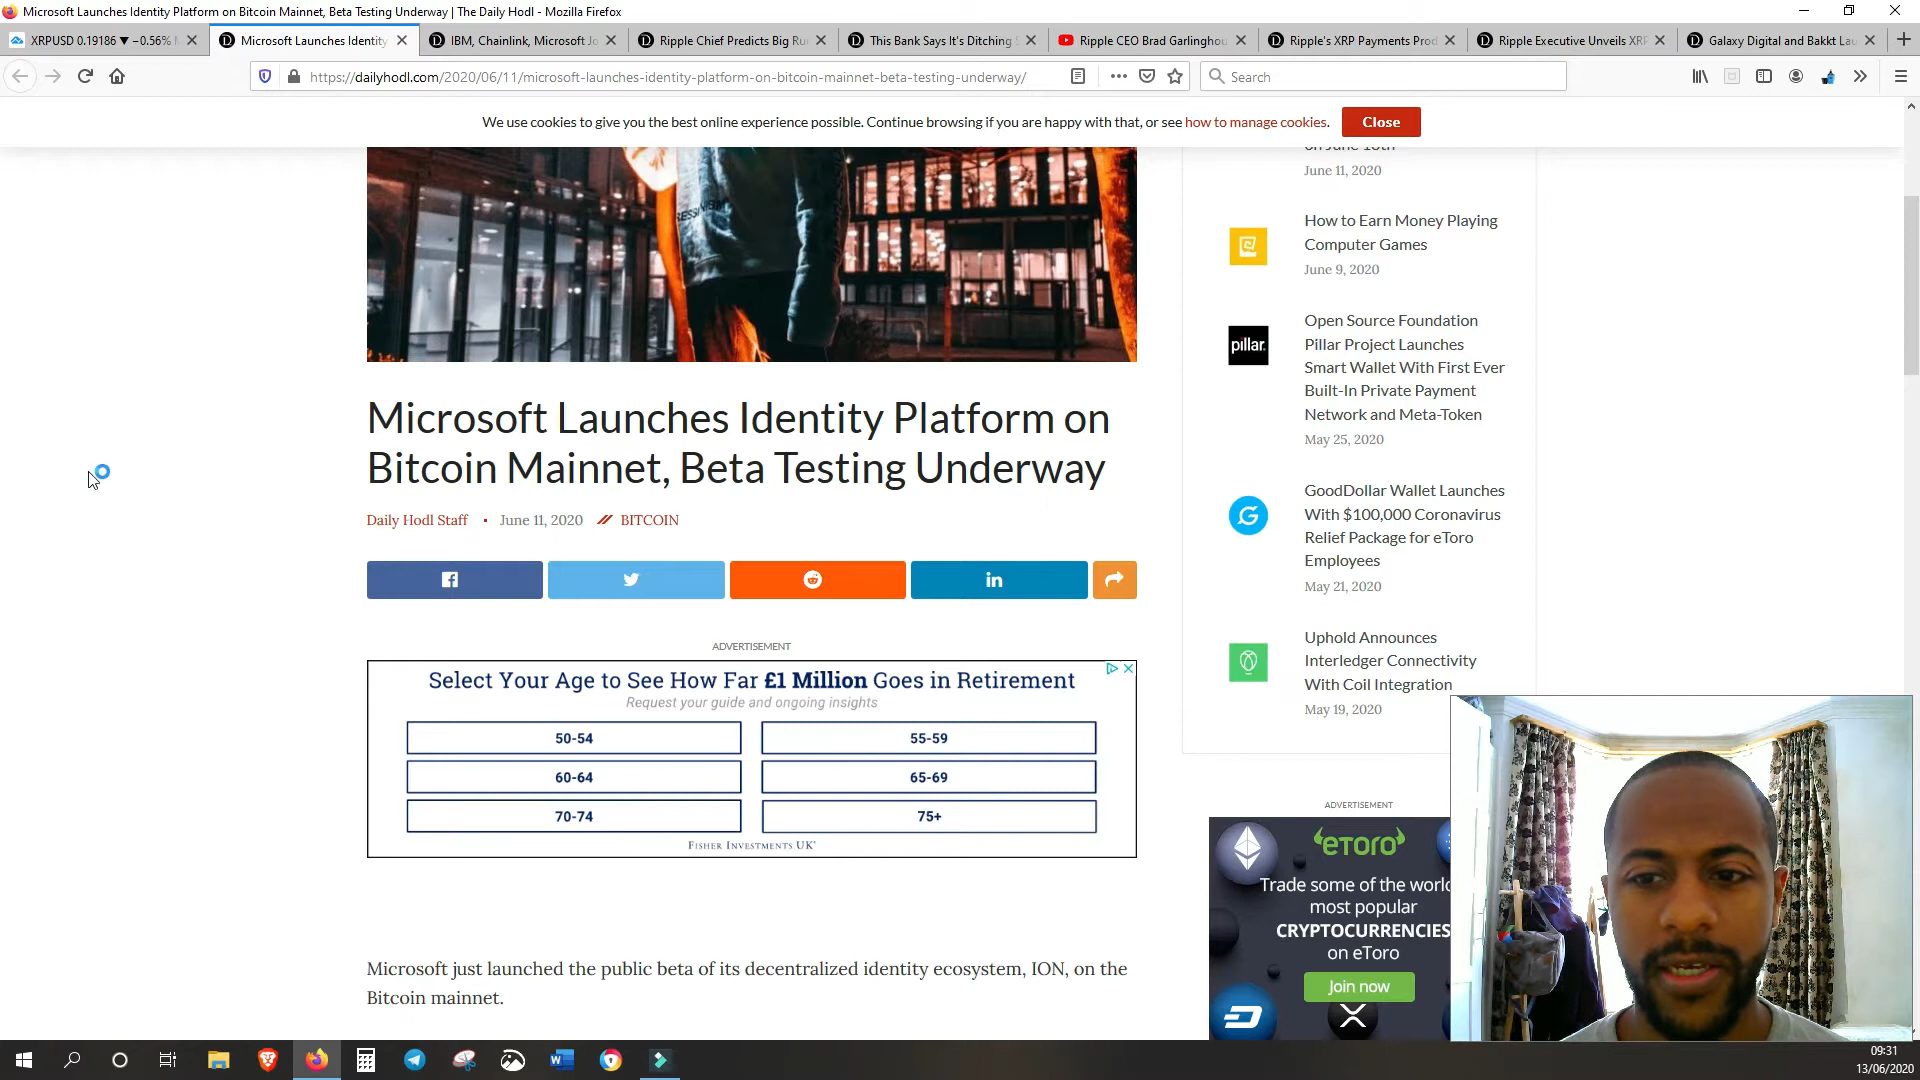 Microsoft Launches Identity Platform on Bitcoin Mainnet, Beta Testing Underway | The Daily Hodl - Mozilla Firefox
XRPUSD 0.19186 ▼ −0.56%
Microsoft Launches Identity
IBM, Chainlink, Microsoft Jo
Ripple Chief Predicts Big Ru
This Bank Says It's Ditching
Ripple CEO Brad Garlinghou
Ripple's XRP Payments Prod
Ripple Executive Unveils XRP
Galaxy Digital and Bakkt Lau
https://dailyhodl.com/2020/06/11/microsoft-launches-identity-platform-on-bitcoin-mainnet-beta-testing-underway/
Search
We use cookies to give you the best online experience possible. Continue browsing if you are happy with that, or see how to manage cookies.
Close
June 11, 2020
How to Earn Money Playing
Computer Games
June 9, 2020
Open Source Foundation
Pillar Project Launches
Smart Wallet With First Ever
Built-In Private Payment
Network and Meta-Token
May 25, 2020
pillar.
GoodDollar Wallet Launches
With $100,000 Coronavirus
Relief Package for eToro
Employees
May 21, 2020
Uphold Announces
Interledger Connectivity
With Coil Integration
May 19, 2020
Microsoft Launches Identity Platform on
Bitcoin Mainnet, Beta Testing Underway
Daily Hodl Staff • June 11, 2020 // BITCOIN
ADVERTISEMENT
Select Your Age to See How Far £1 Million Goes in Retirement
Request your guide and ongoing insights
50-54
55-59
60-64
65-69
70-74
75+
FISHER INVESTMENTS UK
Microsoft just launched the public beta of its decentralized identity ecosystem, ION, on the
Bitcoin mainnet.
ADVERTISEMENT
eToro
Trade some of the world
most popular
CRYPTOCURRENCIES
on eToro
Join now
09:31
13/06/2020